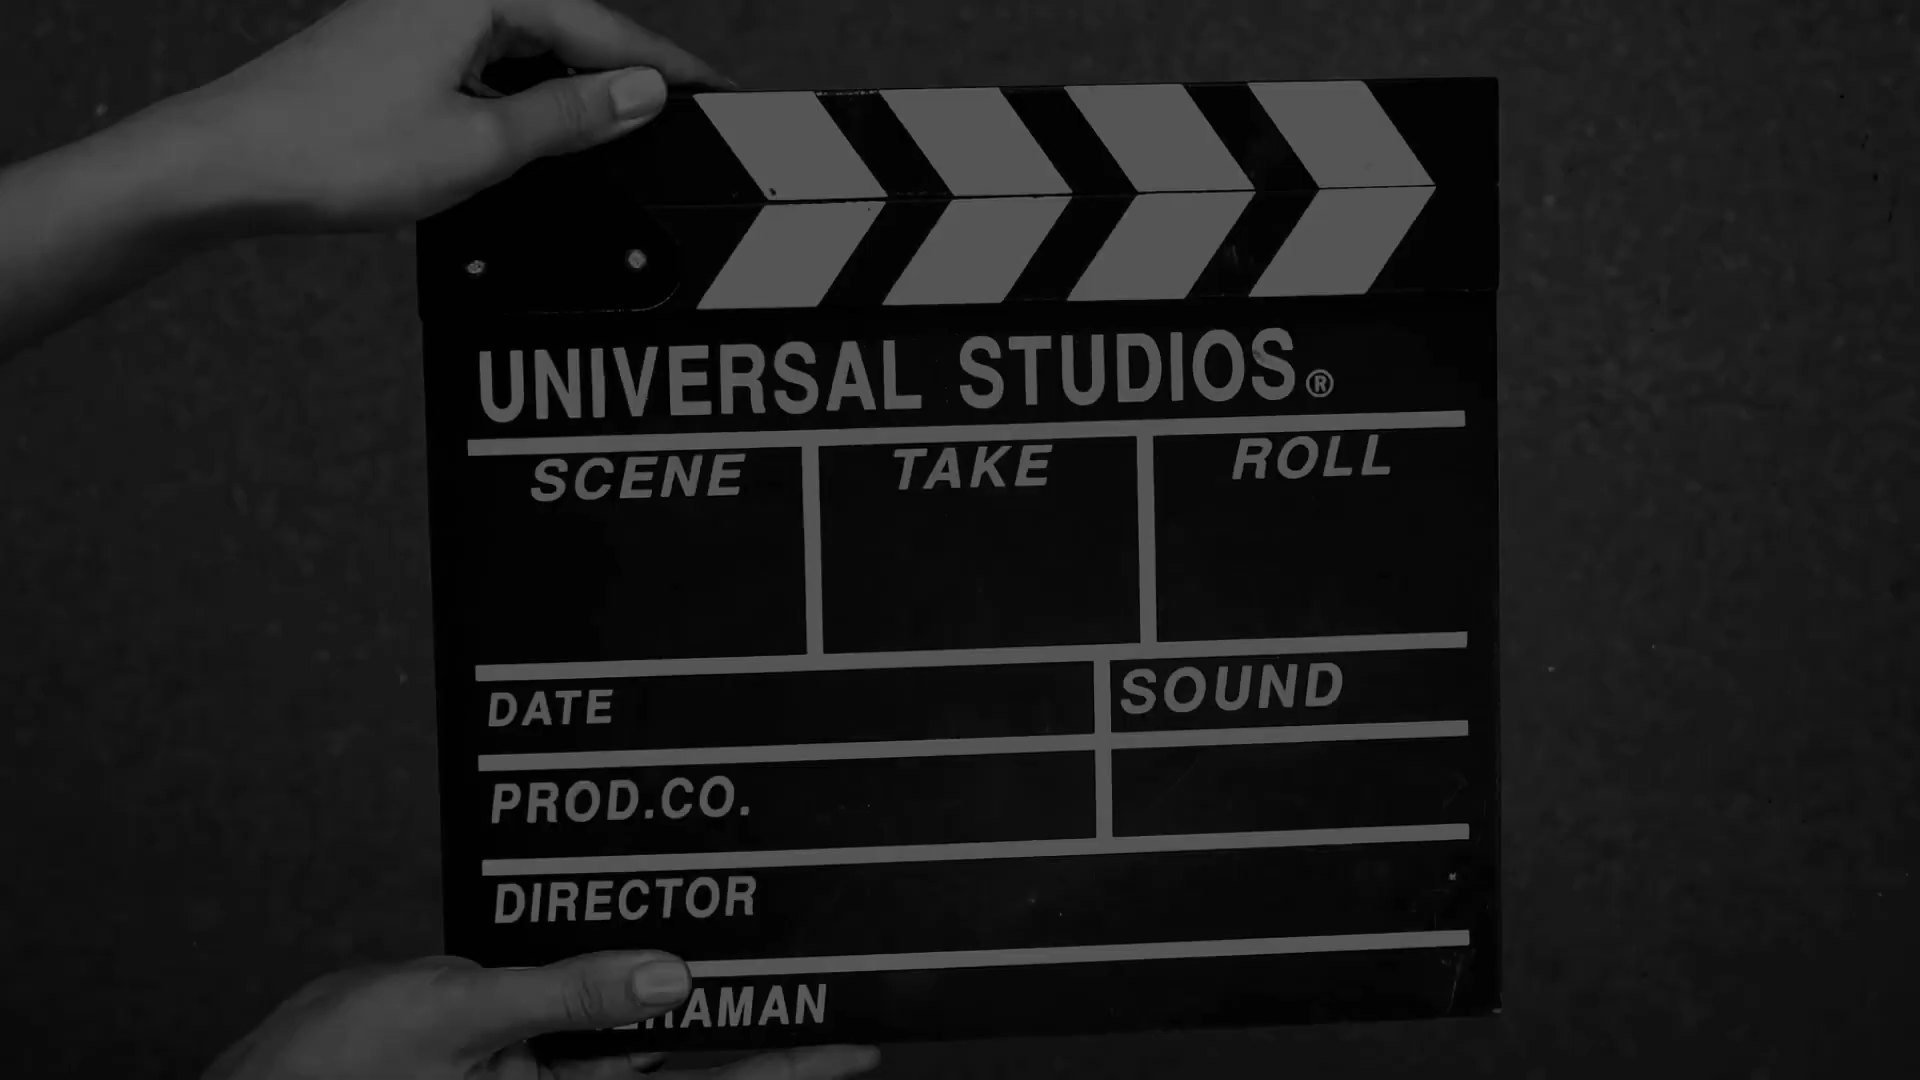 UNIVERSAL STUDIOS®
SCENE TAKE ROLL
DATE SOUND
PROD.CO.
DIRECTOR